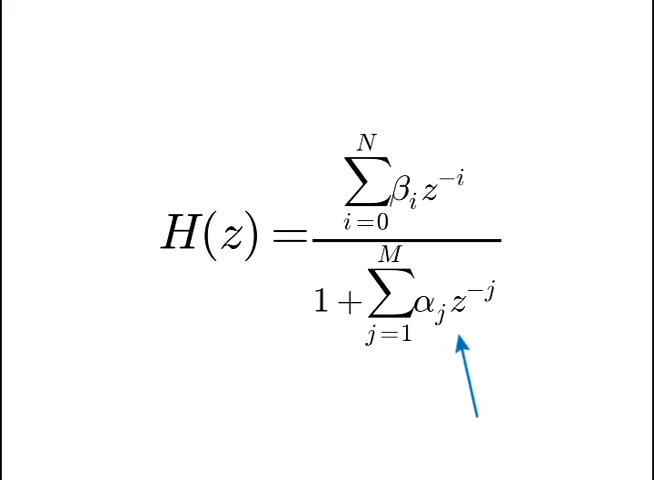 H(z) = \frac{\sum_{i=0}^{N} \beta_i z^{-i}}{1 + \sum_{j=1}^{M} \alpha_j z^{-j}}